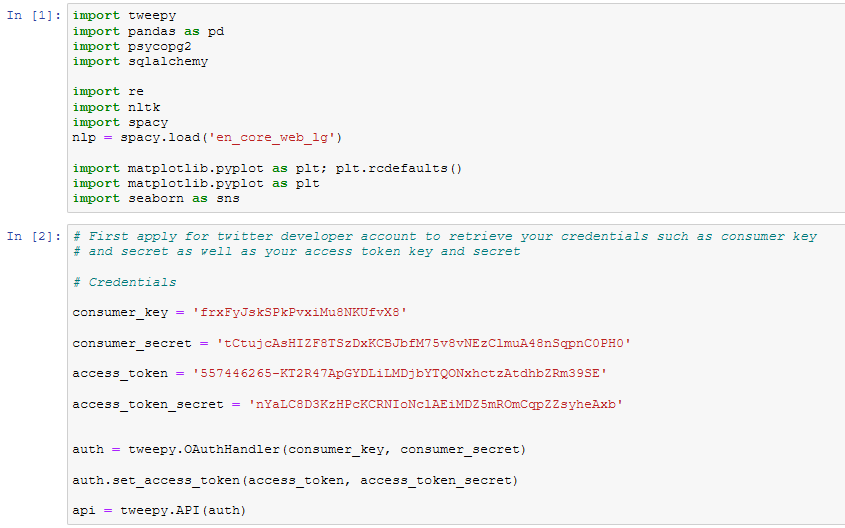 In [1]:
import tweepy
import pandas as pd
import psycopg2
import sqlalchemy
import re
import nltk
import spacy
nlp = spacy.load('en_core_web_lg')
import matplotlib.pyplot as plt; plt.rcdefaults()
import matplotlib.pyplot as plt
import seaborn as sns
In [2]:
# First apply for twitter developer account to retrieve your credentials such as consumer key
# and secret as well as your access token key and secret
# Credentials
consumer_key = 'frxFyJskSPkPvxiMu8NKUfvX8'
consumer_secret = 'tCtujcAsHIZF8TSzDxKCBJbfM75v8vNEzClmuA48nSqpnC0PH0'
access_token = '557446265-KT2R47ApGYDLiLMDjbYTQONxhctzAtdhbZRm39SE'
access_token_secret = 'nYaLC8D3KzHPcKCRNIoNclAEiMDZ5mROmCqpZZsyheAxb'
auth = tweepy.OAuthHandler(consumer_key, consumer_secret)
auth.set_access_token(access_token, access_token_secret)
api = tweepy.API(auth)